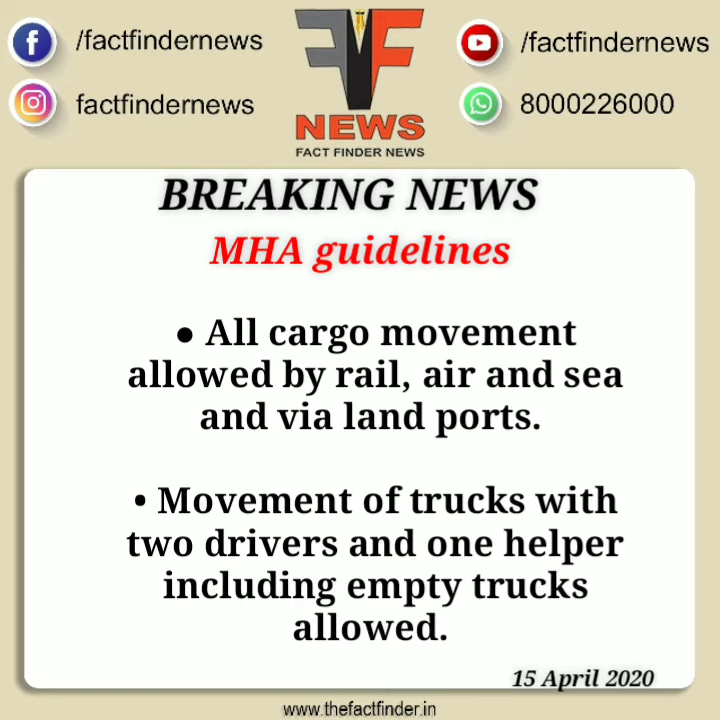 /factfindernews
factfindernews
NEWS
FACT FINDER NEWS
/factfindernews
8000226000
BREAKING NEWS
MHA guidelines
● All cargo movement
allowed by rail, air and sea
and via land ports.
• Movement of trucks with
two drivers and one helper
including empty trucks
allowed.
15 April 2020
www.thefactfinder.in